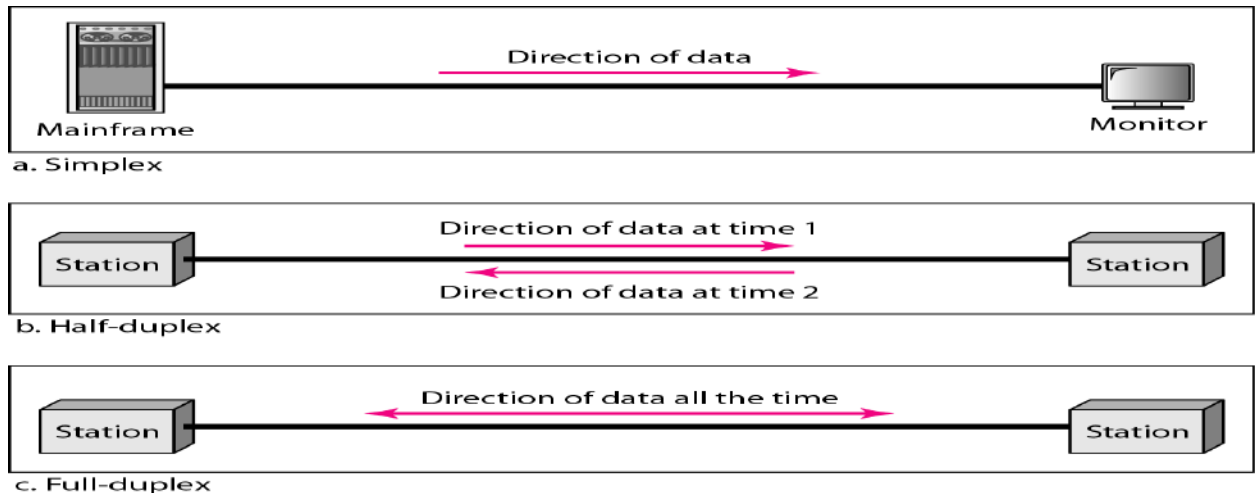 Direction of data
Mainframe
Monitor
a. Simplex
Direction of data at time 1
Station
Station
Direction of data at time 2
b. Half-duplex
Direction of data all the time
Station
Station
c. Full-duplex